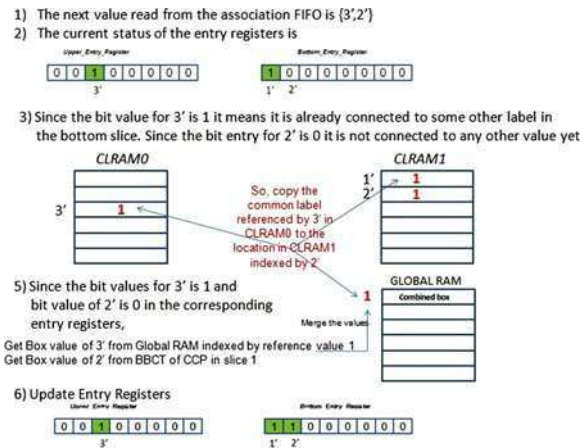 1) The next value read from the association FIFO is {3',2'}
2) The current status of the entry registers is
Upper_Entry_Register
Bottom_Entry_Register
0 0 1 0 0 0 0 0
1 0 0 0 0 0 0 0
3'
1' 2'
3) Since the bit value for 3' is 1 it means it is already connected to some other label in
the bottom slice. Since the bit entry for 2' is 0 it is not connected to any other value yet
CLRAM0
CLRAM1
3'
1
1'
1
2'
1
So, copy the
common label
referenced by 3' in
CLRAM0 to the
location in CLRAM1
indexed by 2'
GLOBAL RAM
1
Combined box
5) Since the bit values for 3' is 1 and
bit value of 2' is 0 in the corresponding
entry registers,
Merge the values
Get Box value of 3' from Global RAM indexed by reference value 1
Get Box value of 2' from BBCT of CCP in slice 1
6) Update Entry Registers
Upper Entry Register
Bottom Entry Register
0 0 1 0 0 0 0 0
1 1 0 0 0 0 0 0
3'
1' 2'